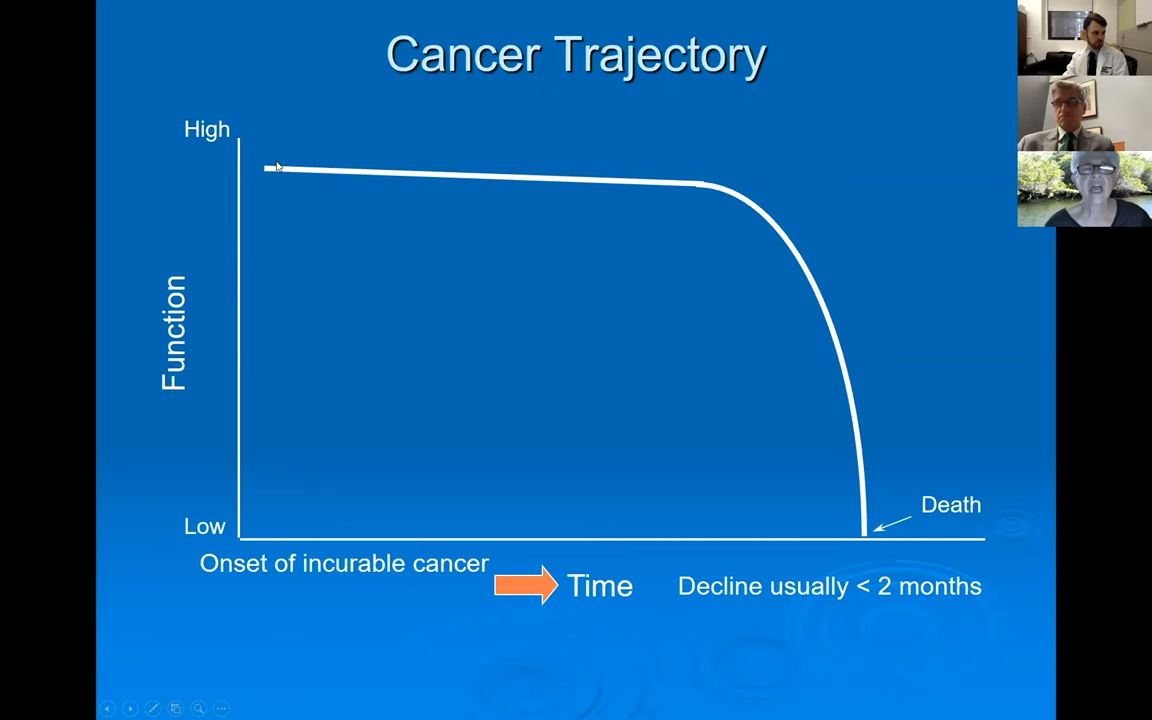 Cancer Trajectory
High
Function
Low
Death
Onset of incurable cancer
Time
Decline usually < 2 months